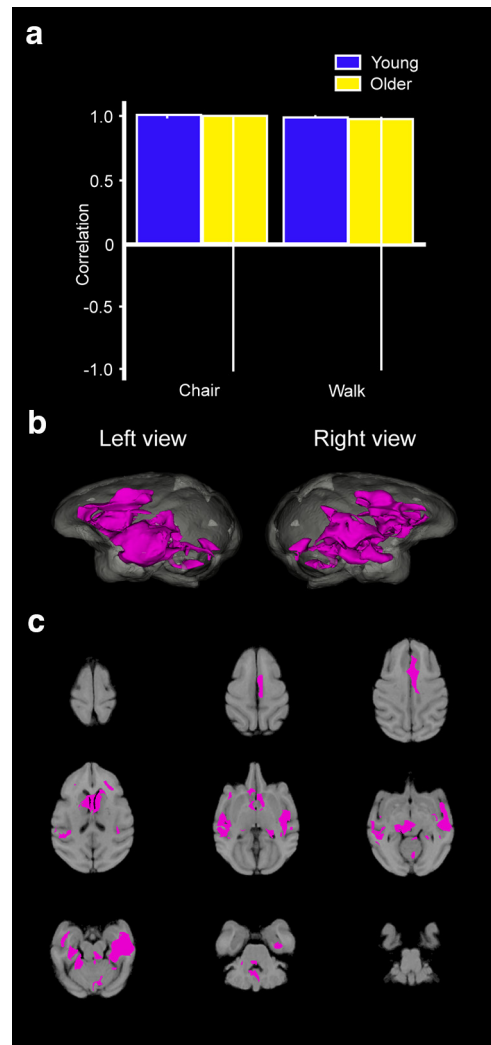 a
Young
Older
1.0
0.5
0
-0.5
-1.0
Correlation
Chair
Walk
b
Left view
Right view
c